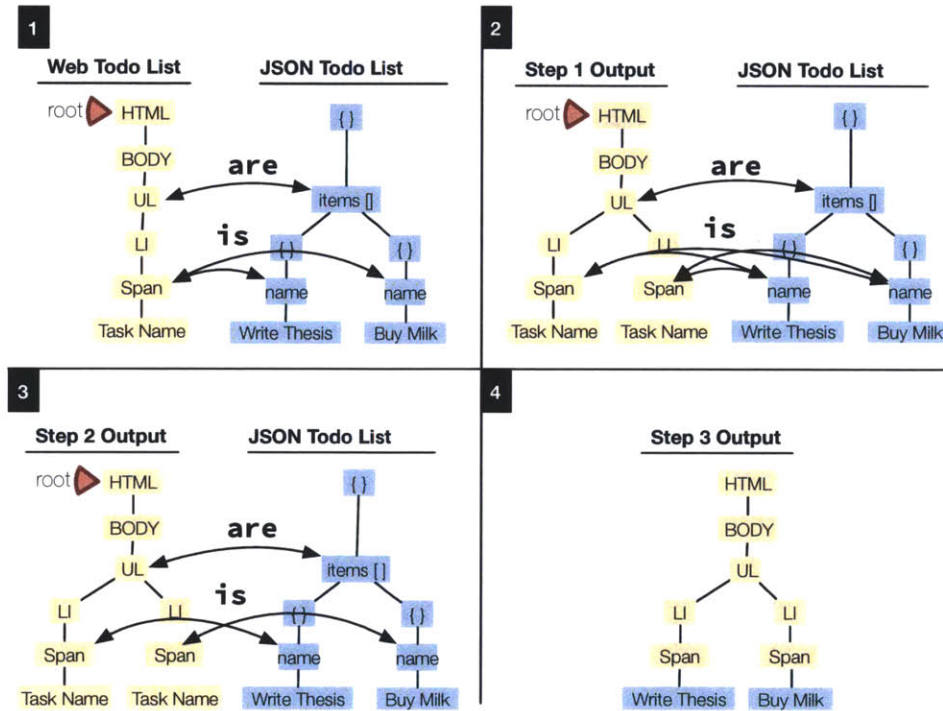 1
Web Todo List JSON Todo List
root HTML { }
BODY
are
UL items []
is
LI { } { }
Span name name
Task Name Write Thesis Buy Milk
2
Step 1 Output JSON Todo List
root HTML { }
BODY
are
UL items []
is
LI LI { } { }
Span Span name name
Task Name Task Name Write Thesis Buy Milk
3
Step 2 Output JSON Todo List
root HTML { }
BODY
are
UL items [ ]
is
LI LI { } { }
Span Span name name
Task Name Task Name Write Thesis Buy Milk
4
Step 3 Output
HTML
BODY
UL
LI LI
Span Span
Write Thesis Buy Milk